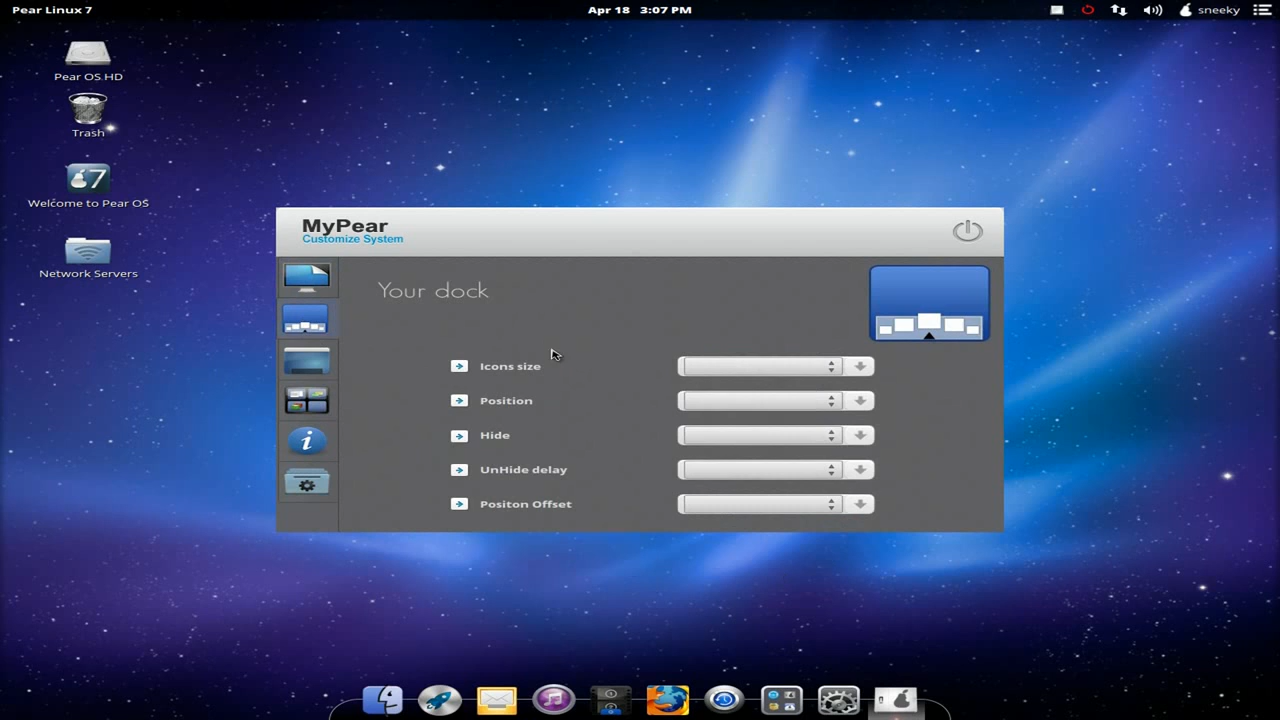 Pear Linux 7
Apr 18 3:07 PM
sneeky
Pear OS HD
Trash
7
Welcome to Pear OS
Network Servers
MyPear
Customize System
Your dock
Icons size
Position
Hide
UnHide delay
Positon Offset